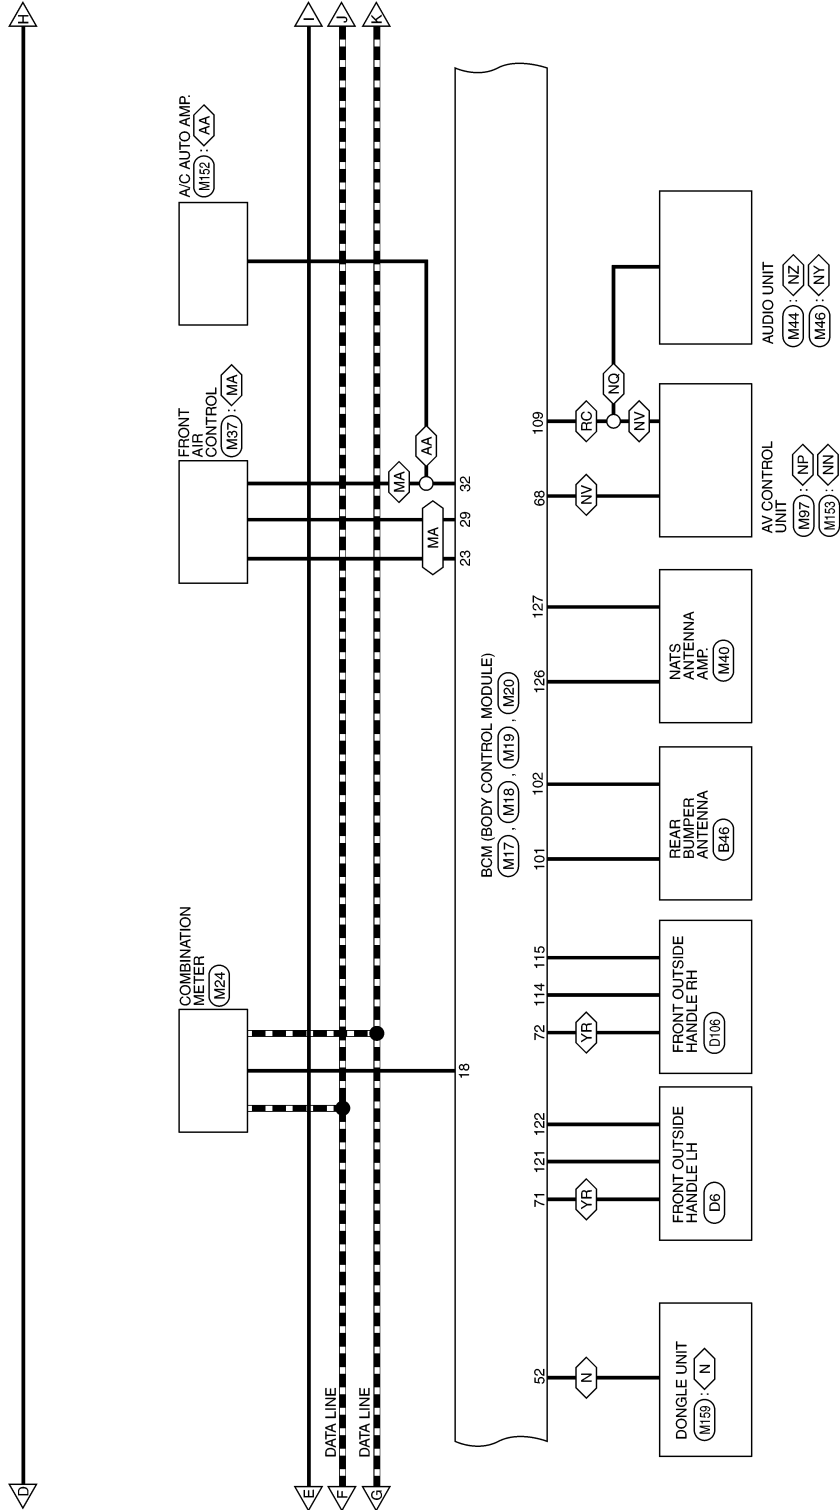 D
H
E
I
F
J
G
K
DATA LINE
DATA LINE
COMBINATION
METER
M24
FRONT
AIR
CONTROL
M37 : MA
A/C AUTO AMP.
M152 : AA
MA
AA
MA
18
23
29
32
BCM (BODY CONTROL MODULE)
M17 , M18 , M19 , M20
52
71
121
122
72
114
115
101
102
126
127
68
109
N
YR
YR
NV
RC
NV
NQ
DONGLE UNIT
M159 : N
FRONT OUTSIDE
HANDLE LH
D6
FRONT OUTSIDE
HANDLE RH
D106
REAR
BUMPER
ANTENNA
B46
NATS
ANTENNA
AMP.
M40
AV CONTROL
UNIT
M97 : NP
M153 : NN
AUDIO UNIT
M44 : NZ
M46 : NY